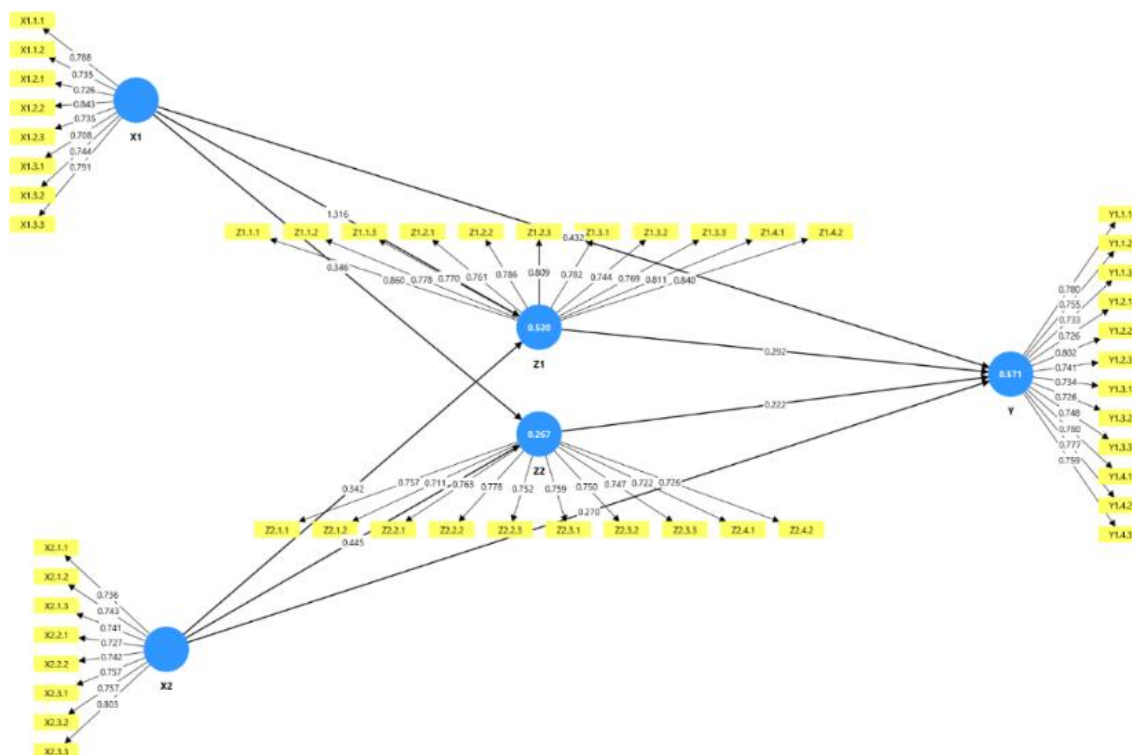 X1.1.1
X1.1.2
X1.2.1
X1.2.2
X1.2.3
X1.3.1
X1.3.2
X1.3.3
0.788
0.735
0.726
0.843
0.735
0.708
0.744
0.791
X1
1.316
0.346
0.432
Z1.1.1 Z1.1.2 Z1.1.3 Z1.2.1 Z1.2.2 Z1.2.3 Z1.3.1 Z1.3.2 Z1.3.3 Z1.4.1 Z1.4.2
0.860 0.778 0.770 0.761 0.786 0.809 0.782 0.744 0.769 0.811 0.840
0.520
Z1
0.292
0.222
0.267
Z2
0.342
0.445
0.270
0.757 0.711 0.763 0.778 0.752 0.759 0.750 0.747 0.722 0.726
Z2.1.1 Z2.1.2 Z2.2.1 Z2.2.2 Z2.2.3 Z2.3.1 Z2.3.2 Z2.3.3 Z2.4.1 Z2.4.2
0.571
Y
0.780
0.755
0.733
0.726
0.802
0.741
0.734
0.726
0.748
0.780
0.777
0.759
Y1.1.1
Y1.1.2
Y1.1.3
Y1.2.1
Y1.2.2
Y1.2.3
Y1.3.1
Y1.3.2
Y1.3.3
Y1.4.1
Y1.4.2
Y1.4.3
X2.1.1
X2.1.2
X2.1.3
X2.2.1
X2.2.2
X2.3.1
X2.3.2
X2.3.3
0.736
0.743
0.741
0.727
0.742
0.757
0.757
0.803
X2